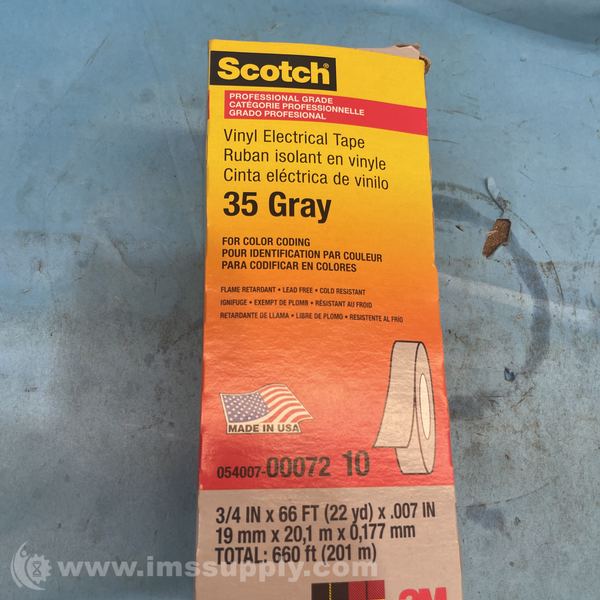 Scotch®
PROFESSIONAL GRADE
CATÉGORIE PROFESSIONNELLE
GRADO PROFESIONAL
Vinyl Electrical Tape
Ruban isolant en vinyle
Cinta eléctrica de vinilo
35 Gray
FOR COLOR CODING
POUR IDENTIFICATION PAR COULEUR
PARA CODIFICAR EN COLORES
FLAME RETARDANT • LEAD FREE • COLD RESISTANT
IGNIFUGE • EXEMPT DE PLOMB • RÉSISTANT AU FROID
RETARDANTE DE LLAMA • LIBRE DE PLOMO • RESISTENTE AL FRÍO
MADE IN USA
054007-00072 10
3/4 IN x 66 FT (22 yd) x .007 IN
19 mm x 20,1 m x 0,177 mm
TOTAL: 660 ft (201 m)
3M
© www.imssupply.com